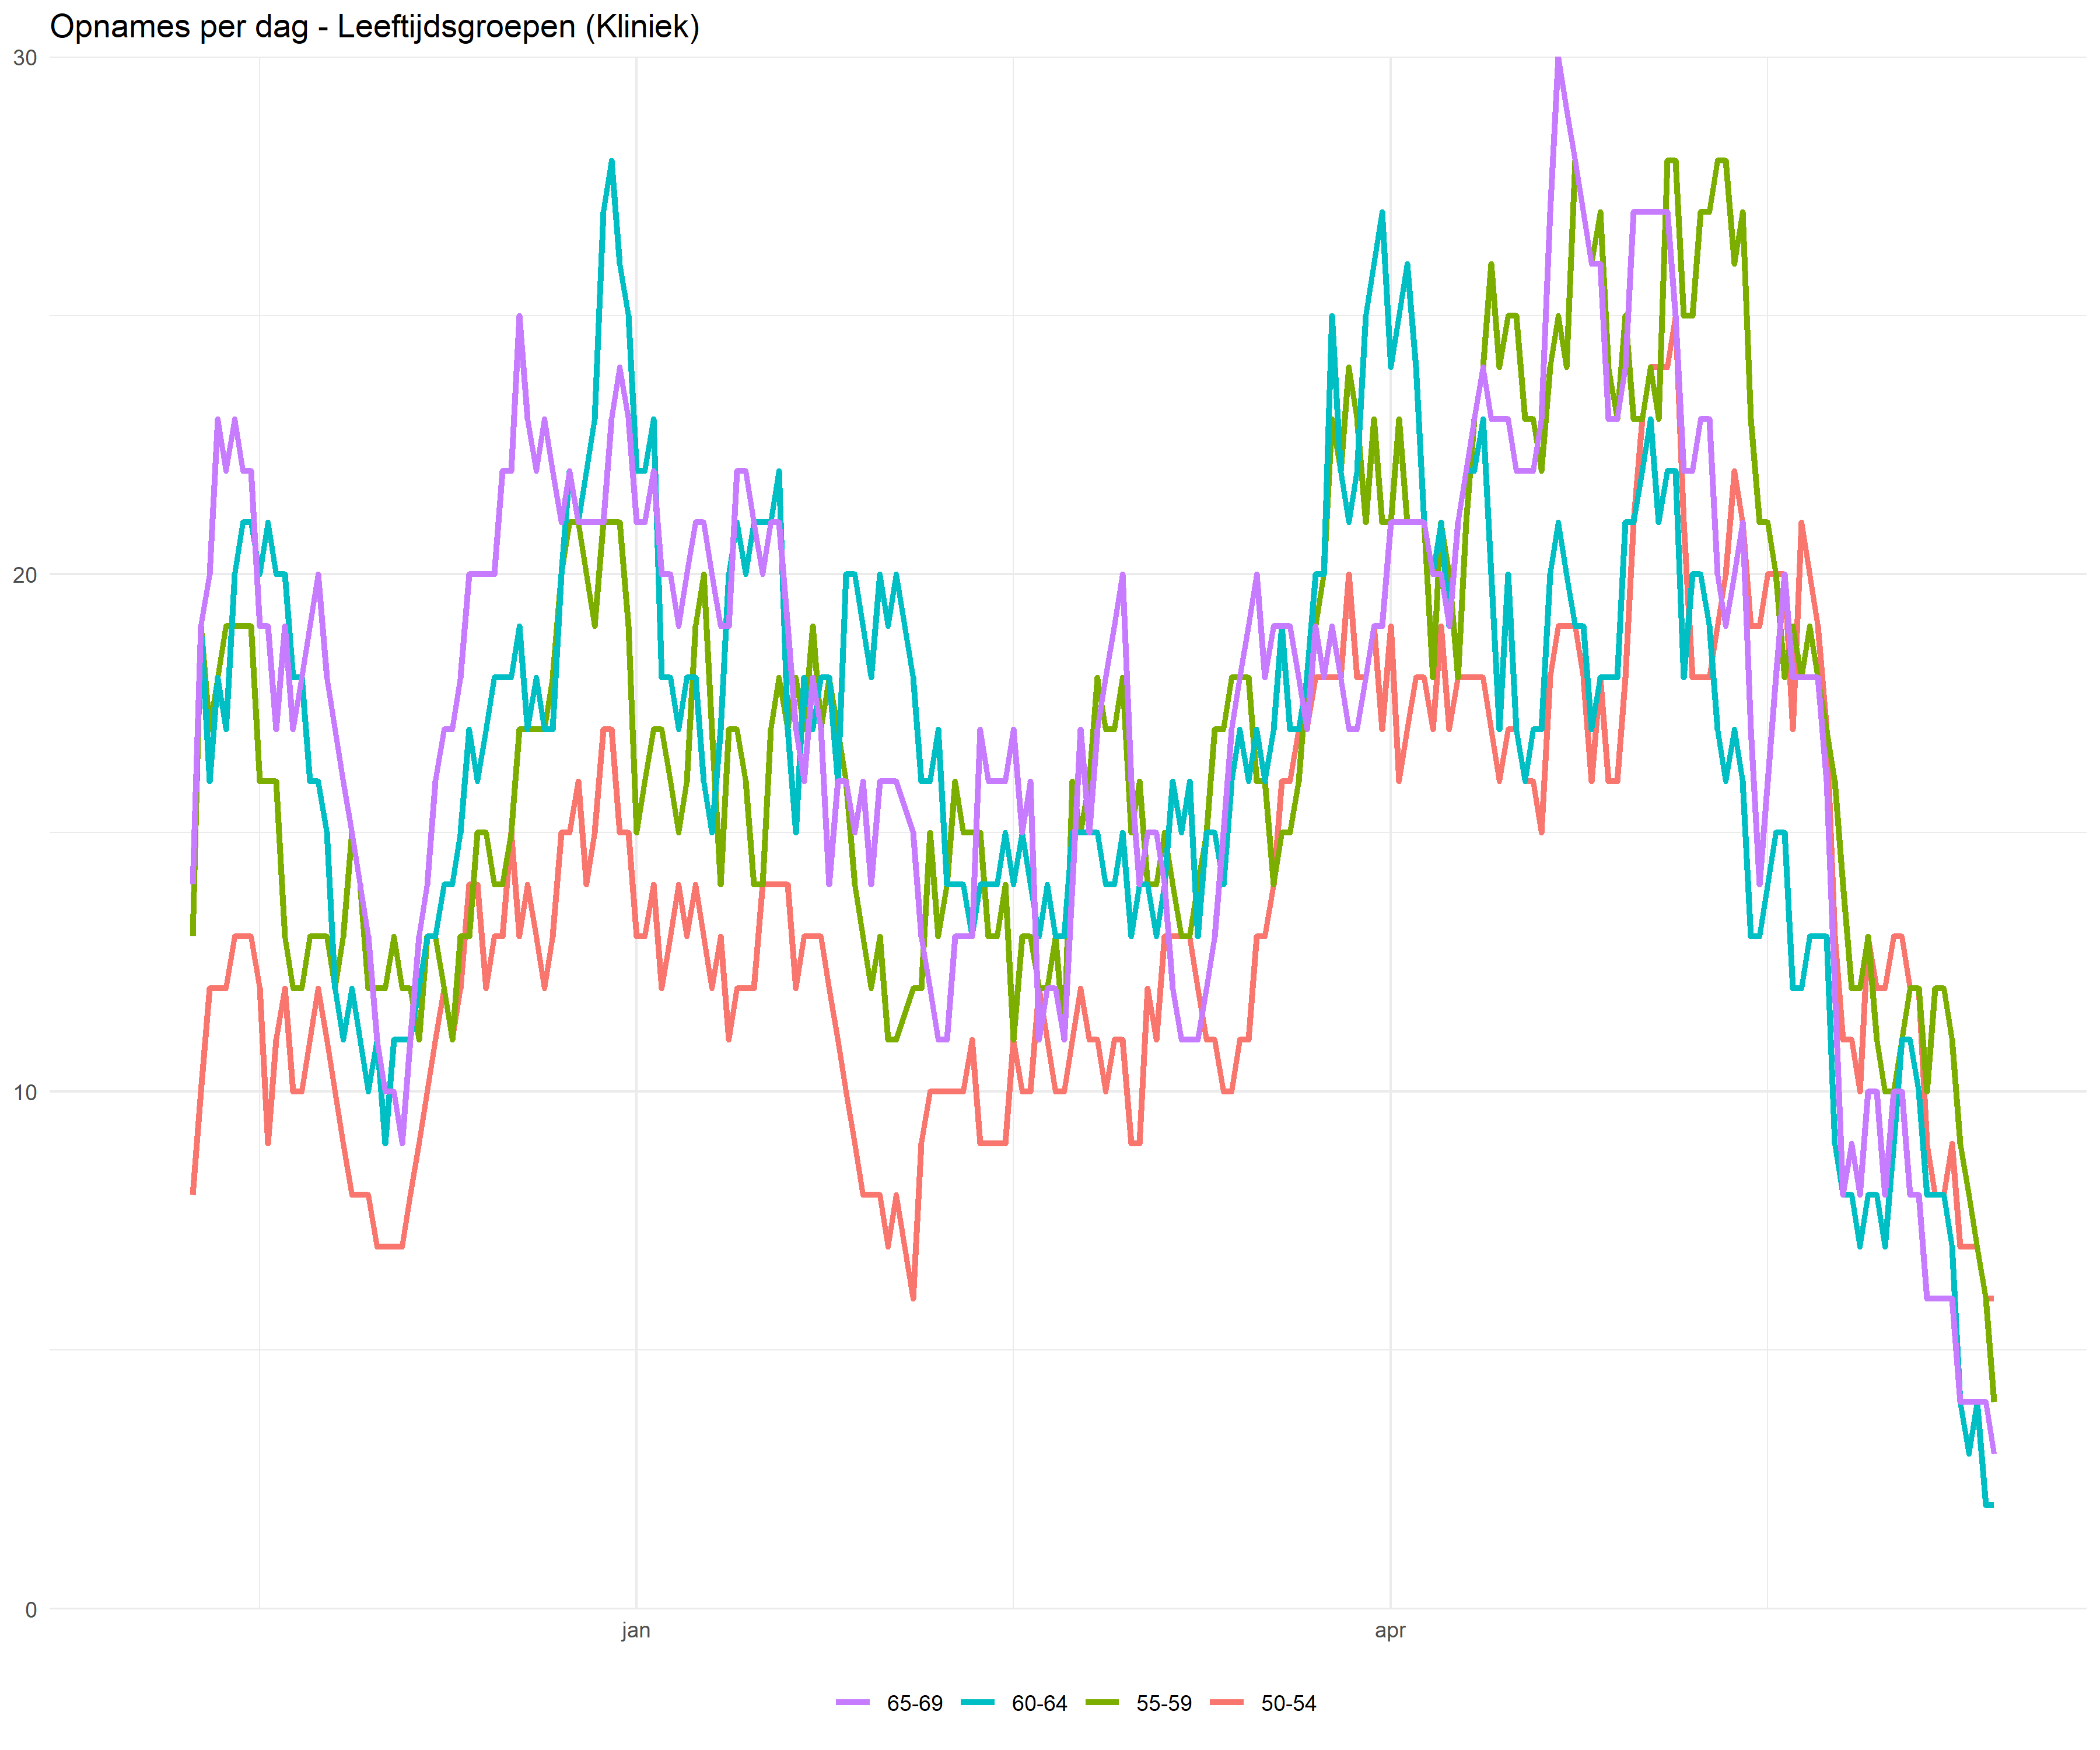 Opnames per dag - Leeftijdsgroepen (Kliniek)
30
20
10
0
jan apr
65-69 60-64 55-59 50-54